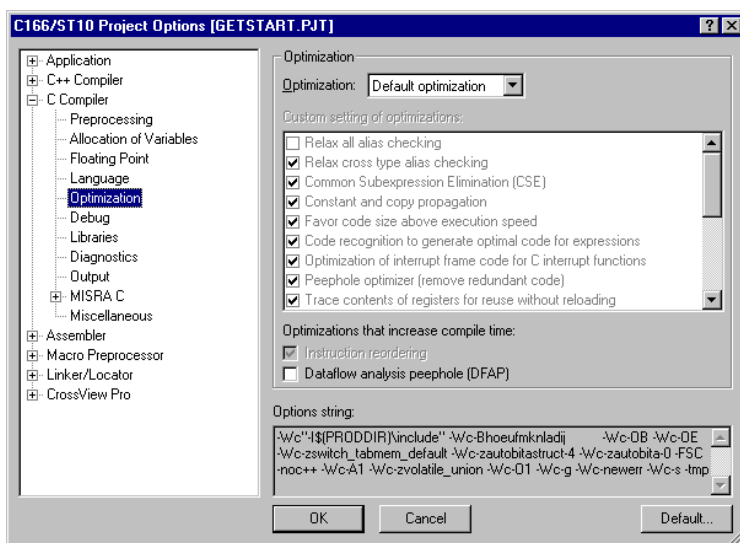 C166/ST10 Project Options [GETSTART.PJT]
Application
C++ Compiler
C Compiler
Preprocessing
Allocation of Variables
Floating Point
Language
Optimization
Debug
Libraries
Diagnostics
Output
MISRA C
Miscellaneous
Assembler
Macro Preprocessor
Linker/Locator
CrossView Pro
Optimization
Optimization: Default optimization
Custom setting of optimizations:
Relax all alias checking
Relax cross type alias checking
Common Subexpression Elimination (CSE)
Constant and copy propagation
Favor code size above execution speed
Code recognition to generate optimal code for expressions
Optimization of interrupt frame code for C interrupt functions
Peephole optimizer (remove redundant code)
Trace contents of registers for reuse without reloading
Optimizations that increase compile time:
Instruction reordering
Dataflow analysis peephole (DFAP)
Options string:
-Wc"-I$(PRODDIR)\include" -Wc-Bhoeufmknladij -Wc-OB -Wc-OE
-Wc-zswitch_tabmem_default -Wc-zautobitastruct-4 -Wc-zautobita-0 -FSC
-noc++ -Wc-A1 -Wc-zvolatile_union -Wc-O1 -Wc-g -Wc-newerr -Wc-s -tmp
OK Cancel Default...